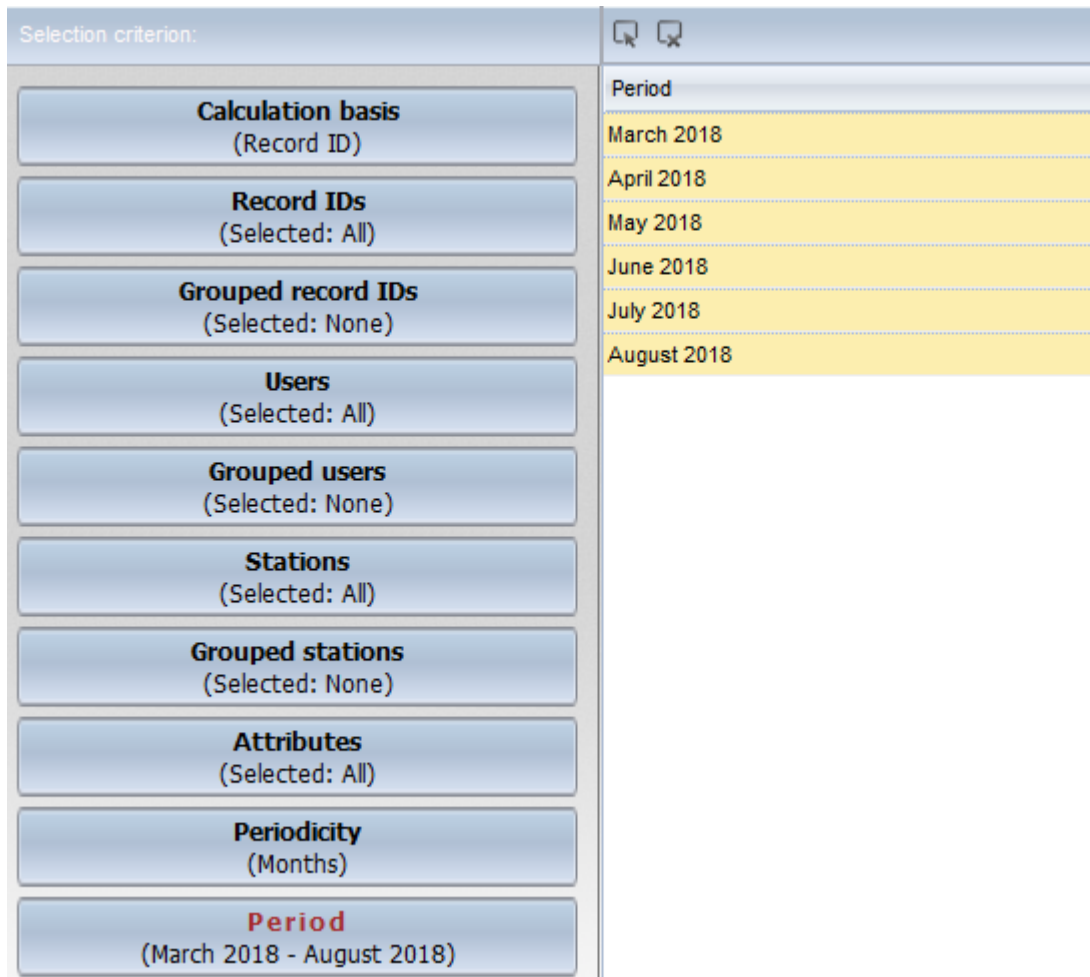 Selection criterion:
Calculation basis
(Record ID)
Record IDs
(Selected: All)
Grouped record IDs
(Selected: None)
Users
(Selected: All)
Grouped users
(Selected: None)
Stations
(Selected: All)
Grouped stations
(Selected: None)
Attributes
(Selected: All)
Periodicity
(Months)
Period
(March 2018 - August 2018)
Period
March 2018
April 2018
May 2018
June 2018
July 2018
August 2018